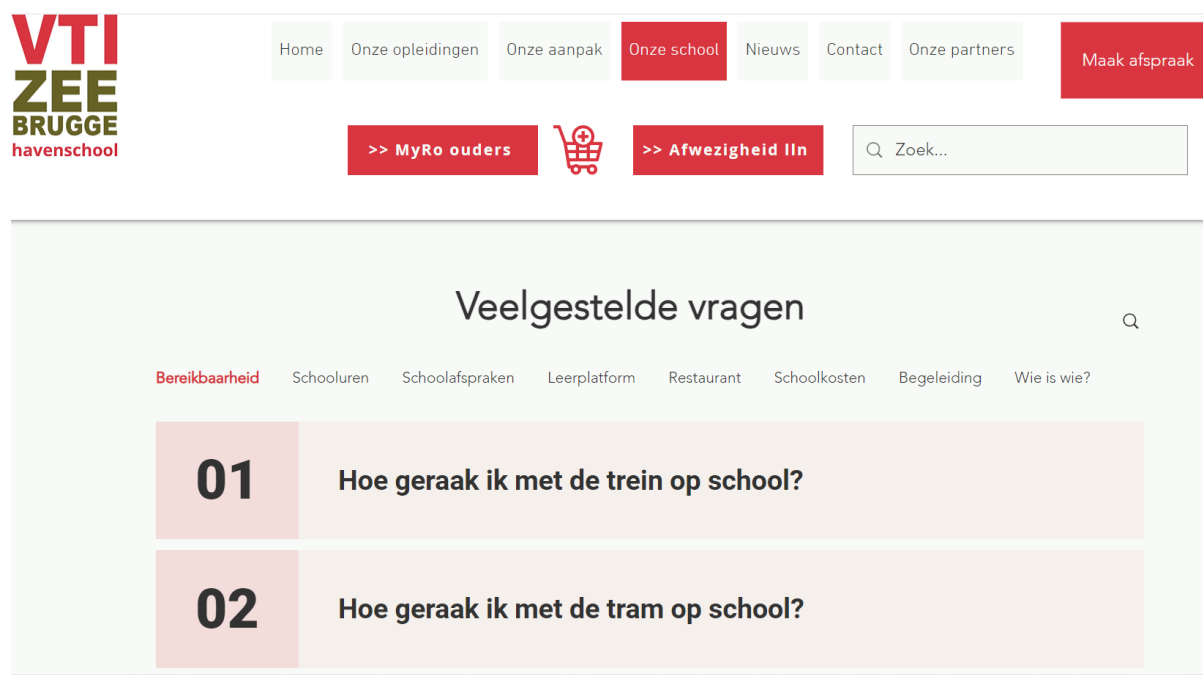 VTI
ZEE
BRUGGE
havenschool
Home Onze opleidingen Onze aanpak Onze school Nieuws Contact Onze partners Maak afspraak
>> MyRo ouders >> Afwezigheid lln Zoek...
Veelgestelde vragen
Bereikbaarheid Schooluren Schoolafspraken Leerplatform Restaurant Schoolkosten Begeleiding Wie is wie?
01 Hoe geraak ik met de trein op school?
02 Hoe geraak ik met de tram op school?